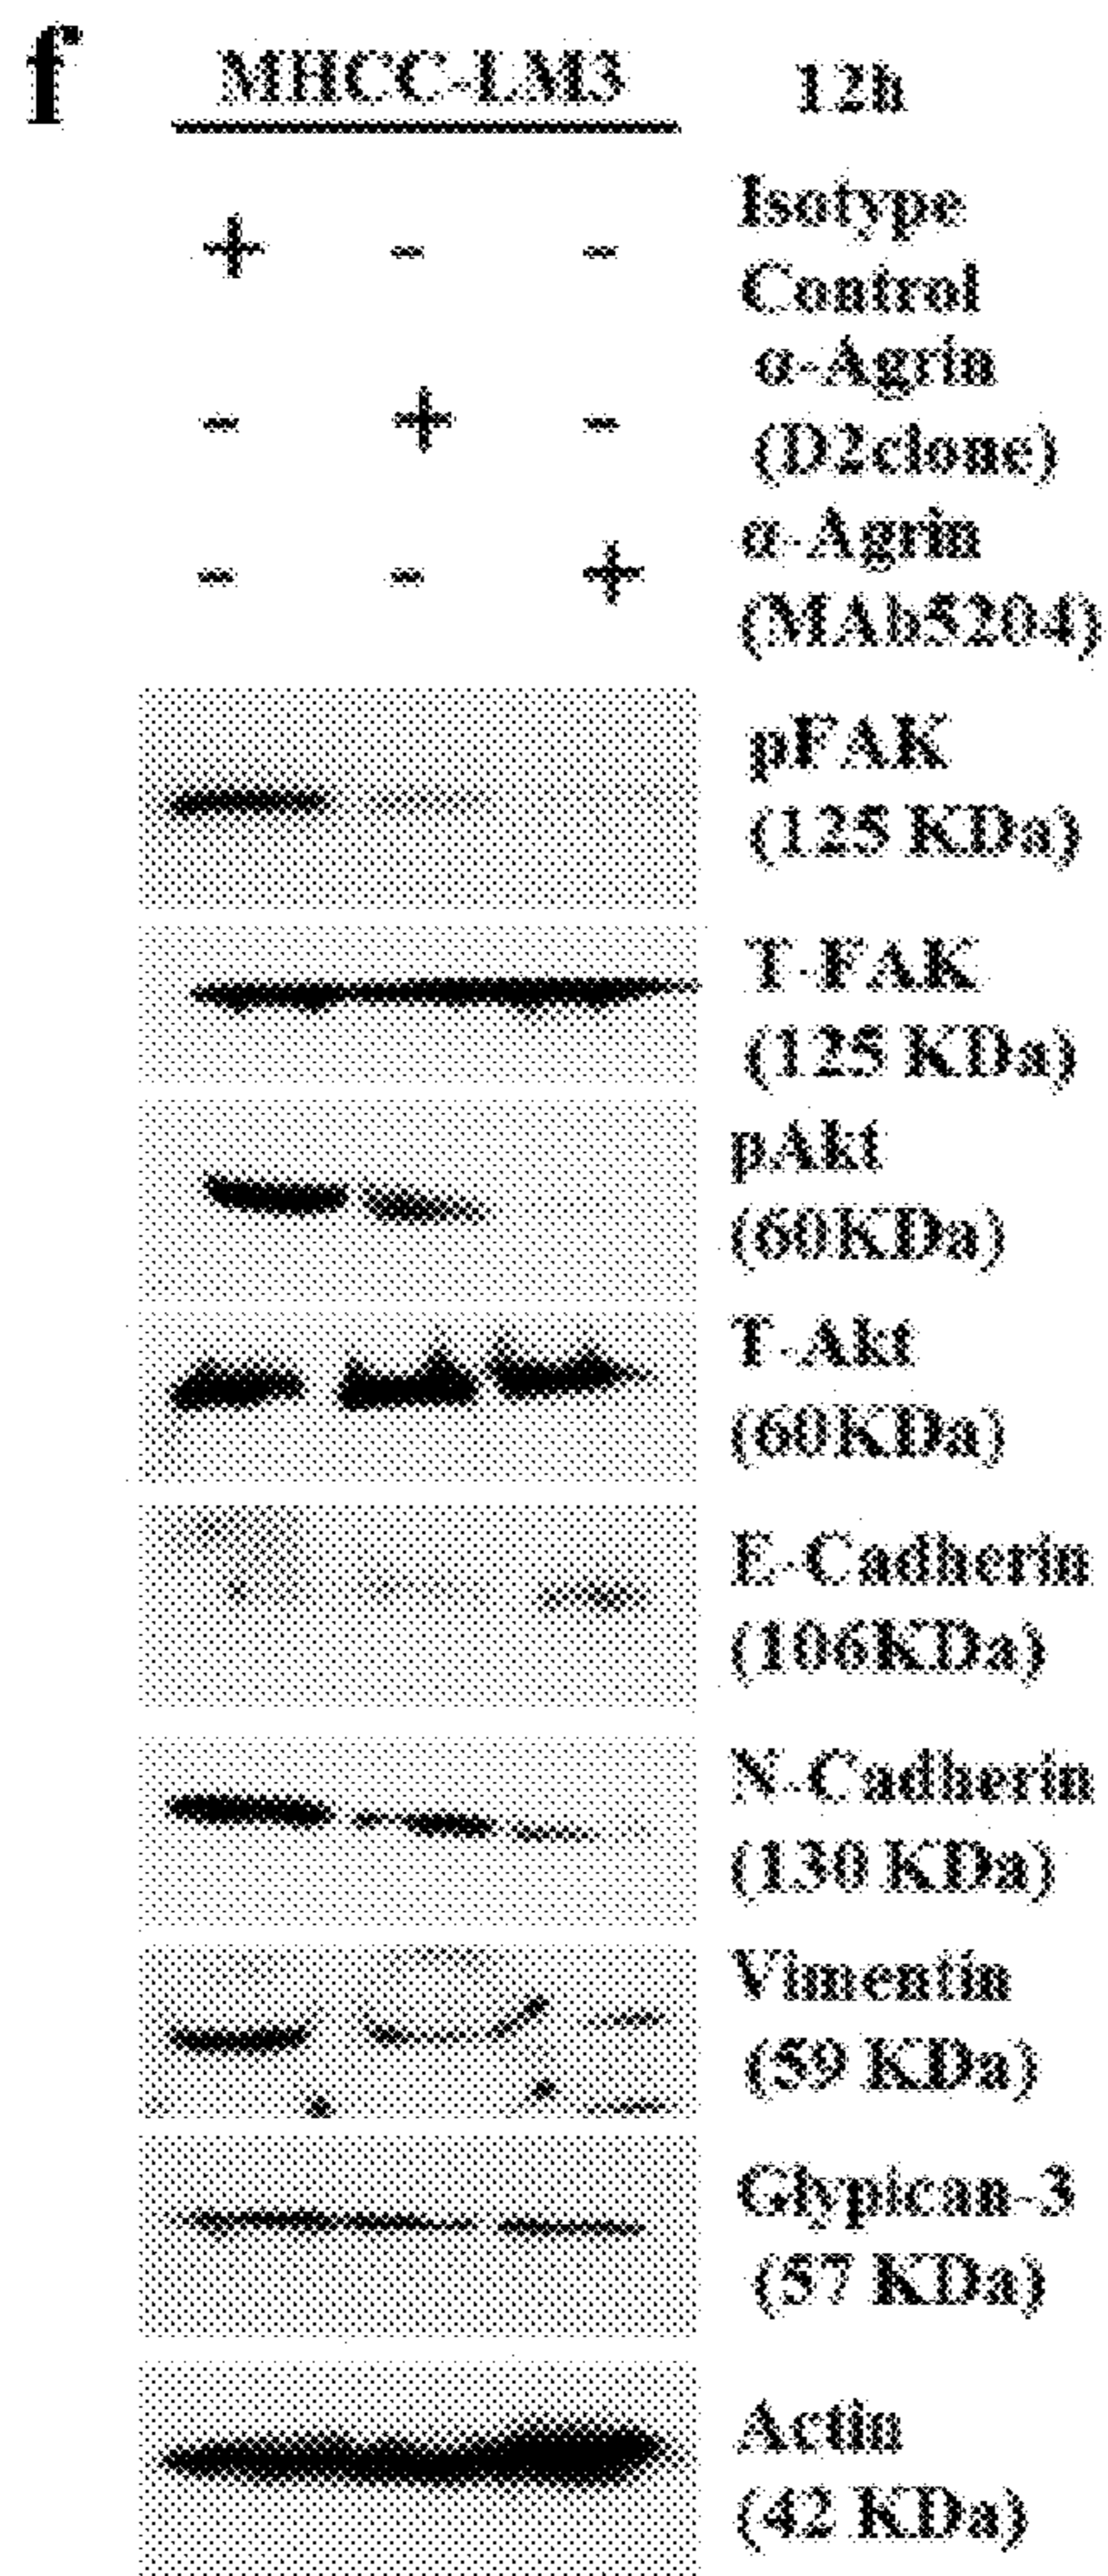 f
MHCC-LM3 12h
+ - - Isotype
Control
- + - α-Agrin
(D2clone)
- - + α-Agrin
(MAb5204)
pFAK
(125 KDa)
T-FAK
(125 KDa)
pAkt
(60KDa)
T-Akt
(60KDa)
E-Cadherin
(106KDa)
N-Cadherin
(130 KDa)
Vimentin
(59 KDa)
Glypican-3
(57 KDa)
Actin
(42 KDa)